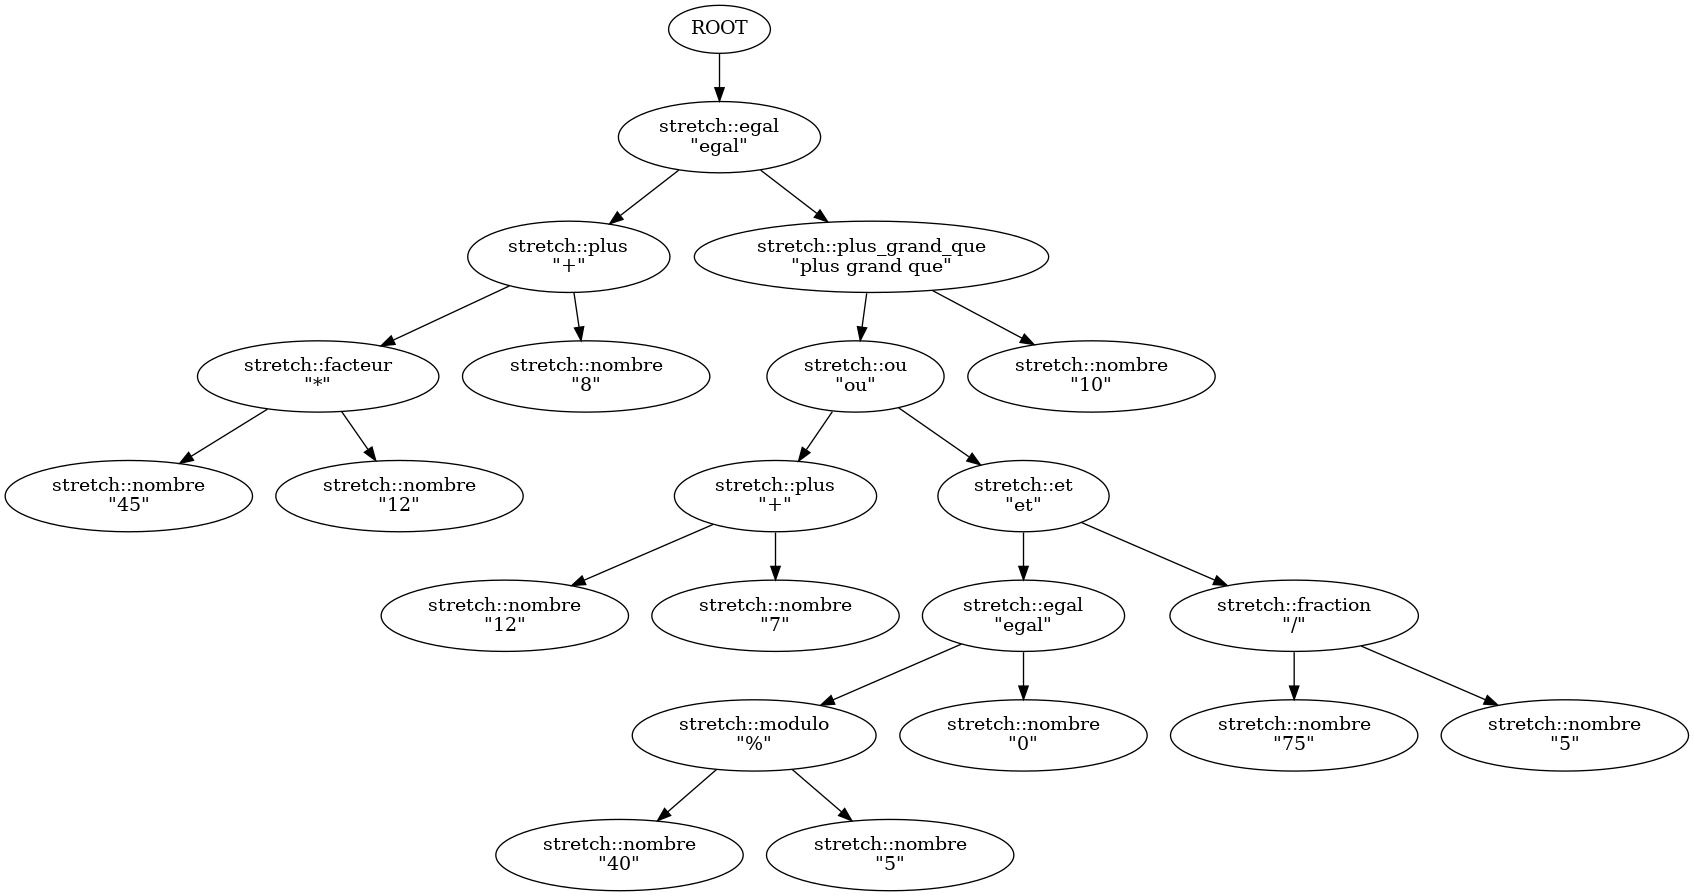 ROOT
stretch::egal
"egal"
stretch::plus
"+"
stretch::plus_grand_que
"plus grand que"
stretch::facteur
"*"
stretch::nombre
"8"
stretch::ou
"ou"
stretch::nombre
"10"
stretch::nombre
"45"
stretch::nombre
"12"
stretch::plus
"+"
stretch::et
"et"
stretch::nombre
"12"
stretch::nombre
"7"
stretch::egal
"egal"
stretch::fraction
"/"
stretch::modulo
"%"
stretch::nombre
"0"
stretch::nombre
"75"
stretch::nombre
"5"
stretch::nombre
"40"
stretch::nombre
"5"